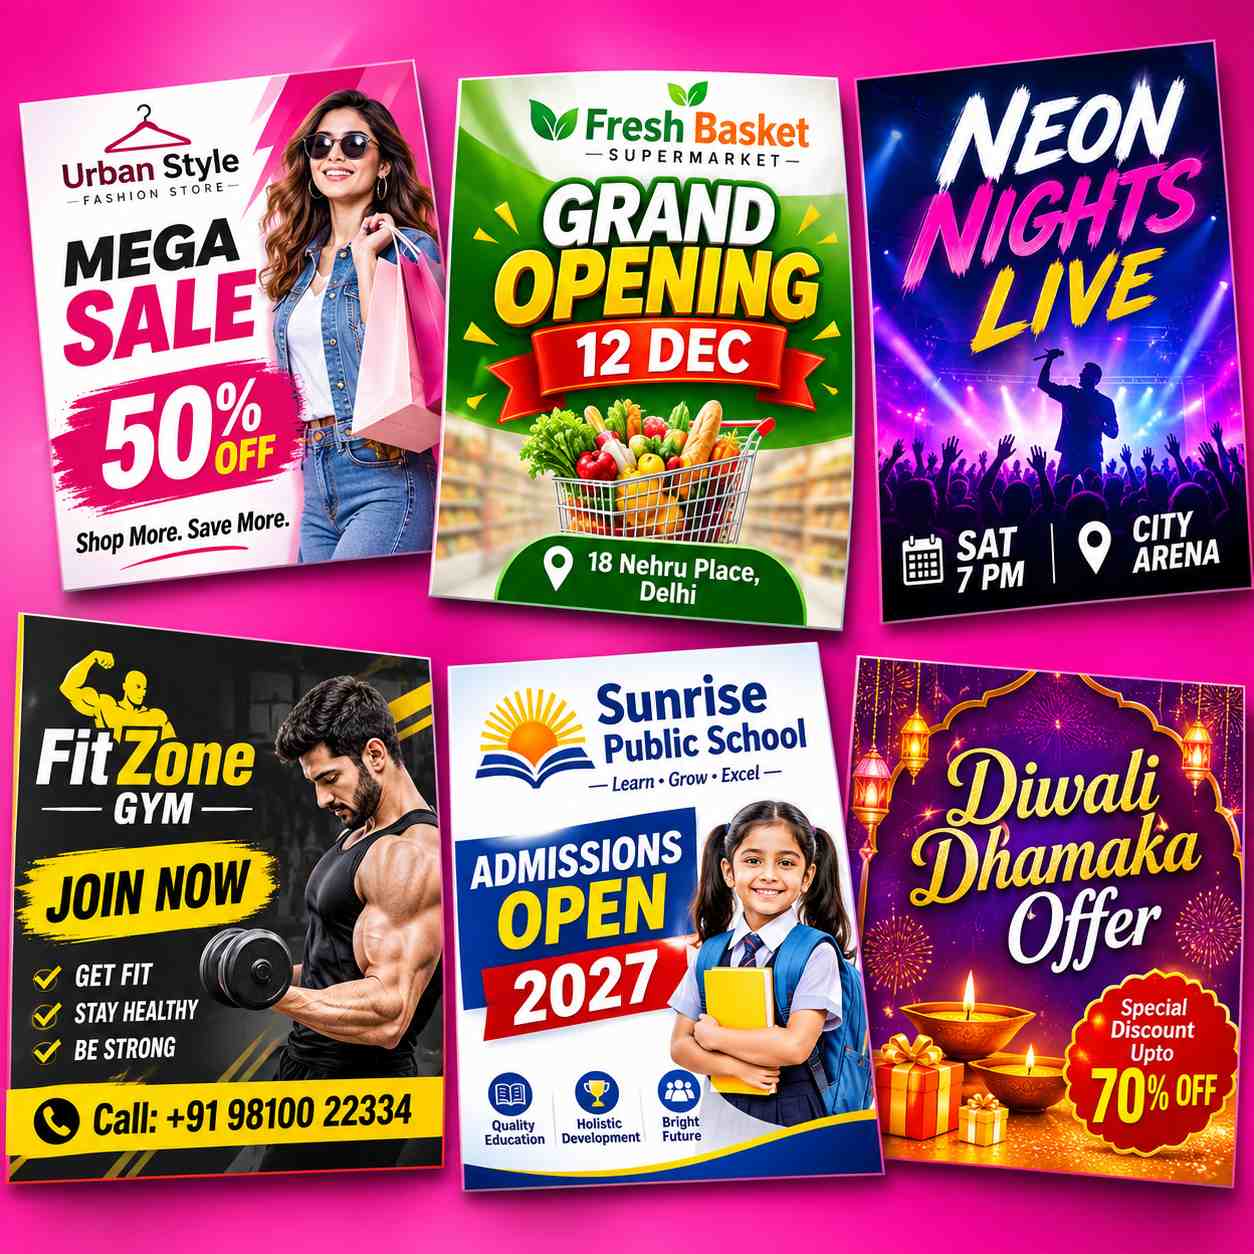 Urban Style
FASHION STORE
MEGA
SALE
50%
OFF
Shop More. Save More.
Fresh Basket
SUPERMARKET
GRAND
OPENING
12 DEC
18 Nehru Place,
Delhi
NEON
NIGHTS
LIVE
SAT
7 PM
CITY
ARENA
FitZone
GYM
JOIN NOW
GET FIT
STAY HEALTHY
BE STRONG
Call: +91 98100 22334
Sunrise
Public School
Learn • Grow • Excel
ADMISSIONS
OPEN
2027
Quality
Education
Holistic
Development
Bright
Future
Diwali
Dhamaka
Offer
Special
Discount
Upto
70% OFF